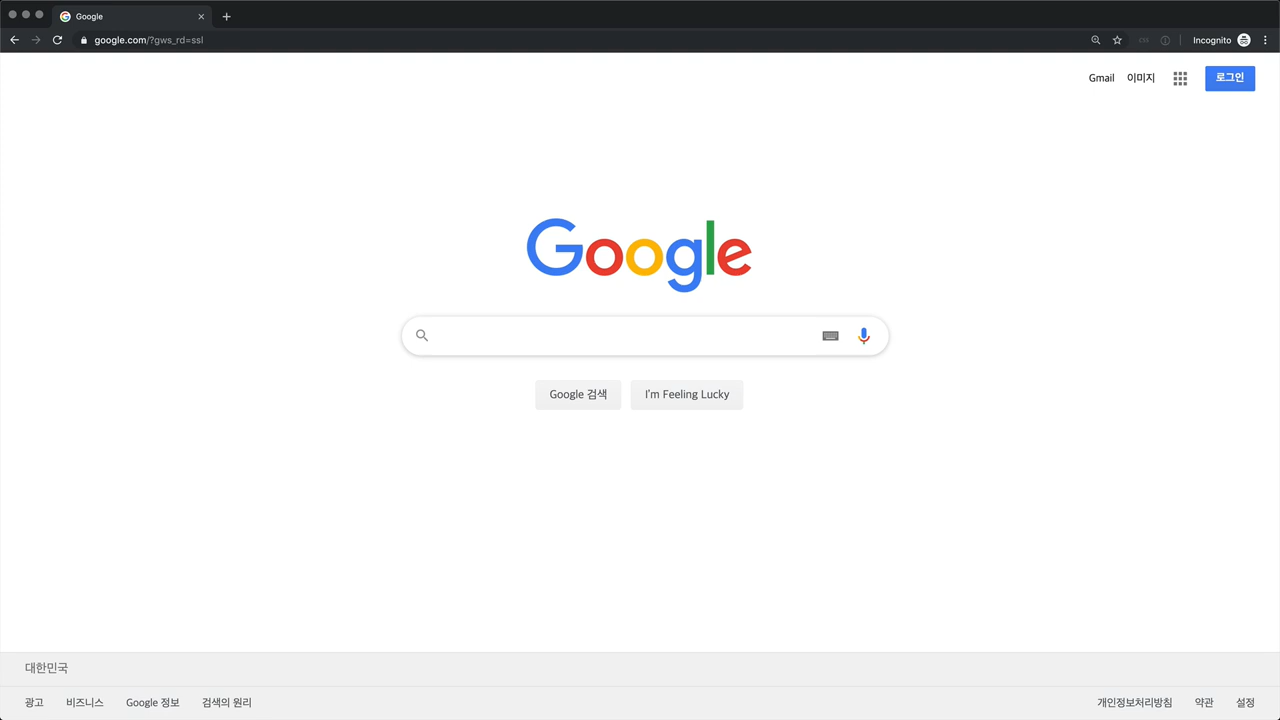 Google
google.com/?gws_rd=ssl
Incognito
Gmail 이미지 로그인
Google
Google 검색 I'm Feeling Lucky
대한민국
광고 비즈니스 Google 정보 검색의 원리 개인정보처리방침 약관 설정